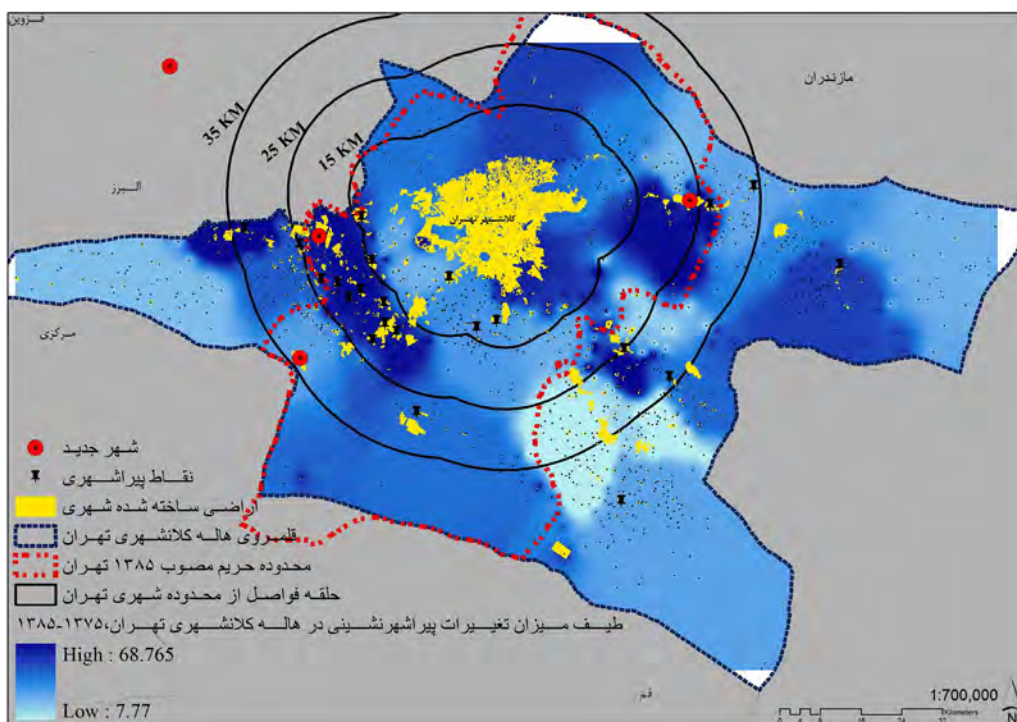 قزوین
مازندران
35 KM
25 KM
15 KM
البرز
کلانشهر تهران
مرکزی
شهر جدید
نقاط پیراشهری
اراضی ساخته شده شهری
قلمروی هاله کلانشهری تهران
محدوده حریم مصوب ۱۳۸۵ تهران
حلقه فواصل از محدوده شهری تهران
طیف میزان تغییرات پیراشهرنشینی در هاله کلانشهری تهران،۱۳۷۵-۱۳۸۵
High : 68.765
Low : 7.77
قم
1:700,000
Kilometers
N